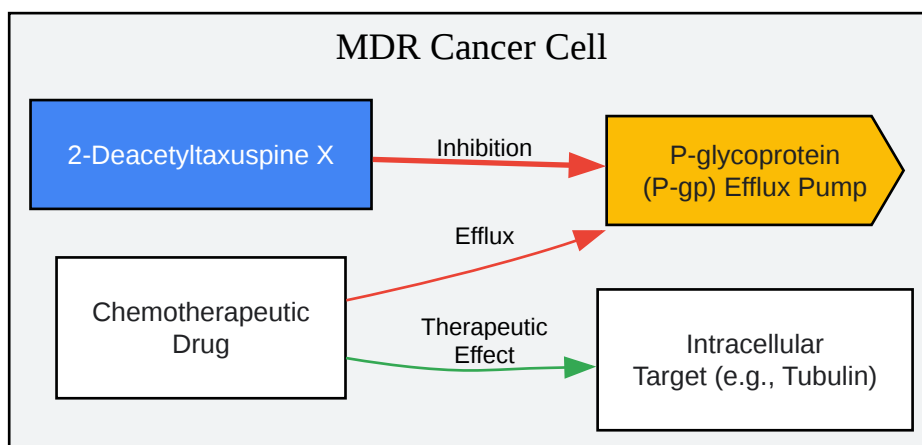 MDR Cancer Cell
2-Deacetyltaxuspine X
Inhibition
P-glycoprotein
(P-gp) Efflux Pump
Efflux
Chemotherapeutic
Drug
Therapeutic
Effect
Intracellular
Target (e.g., Tubulin)